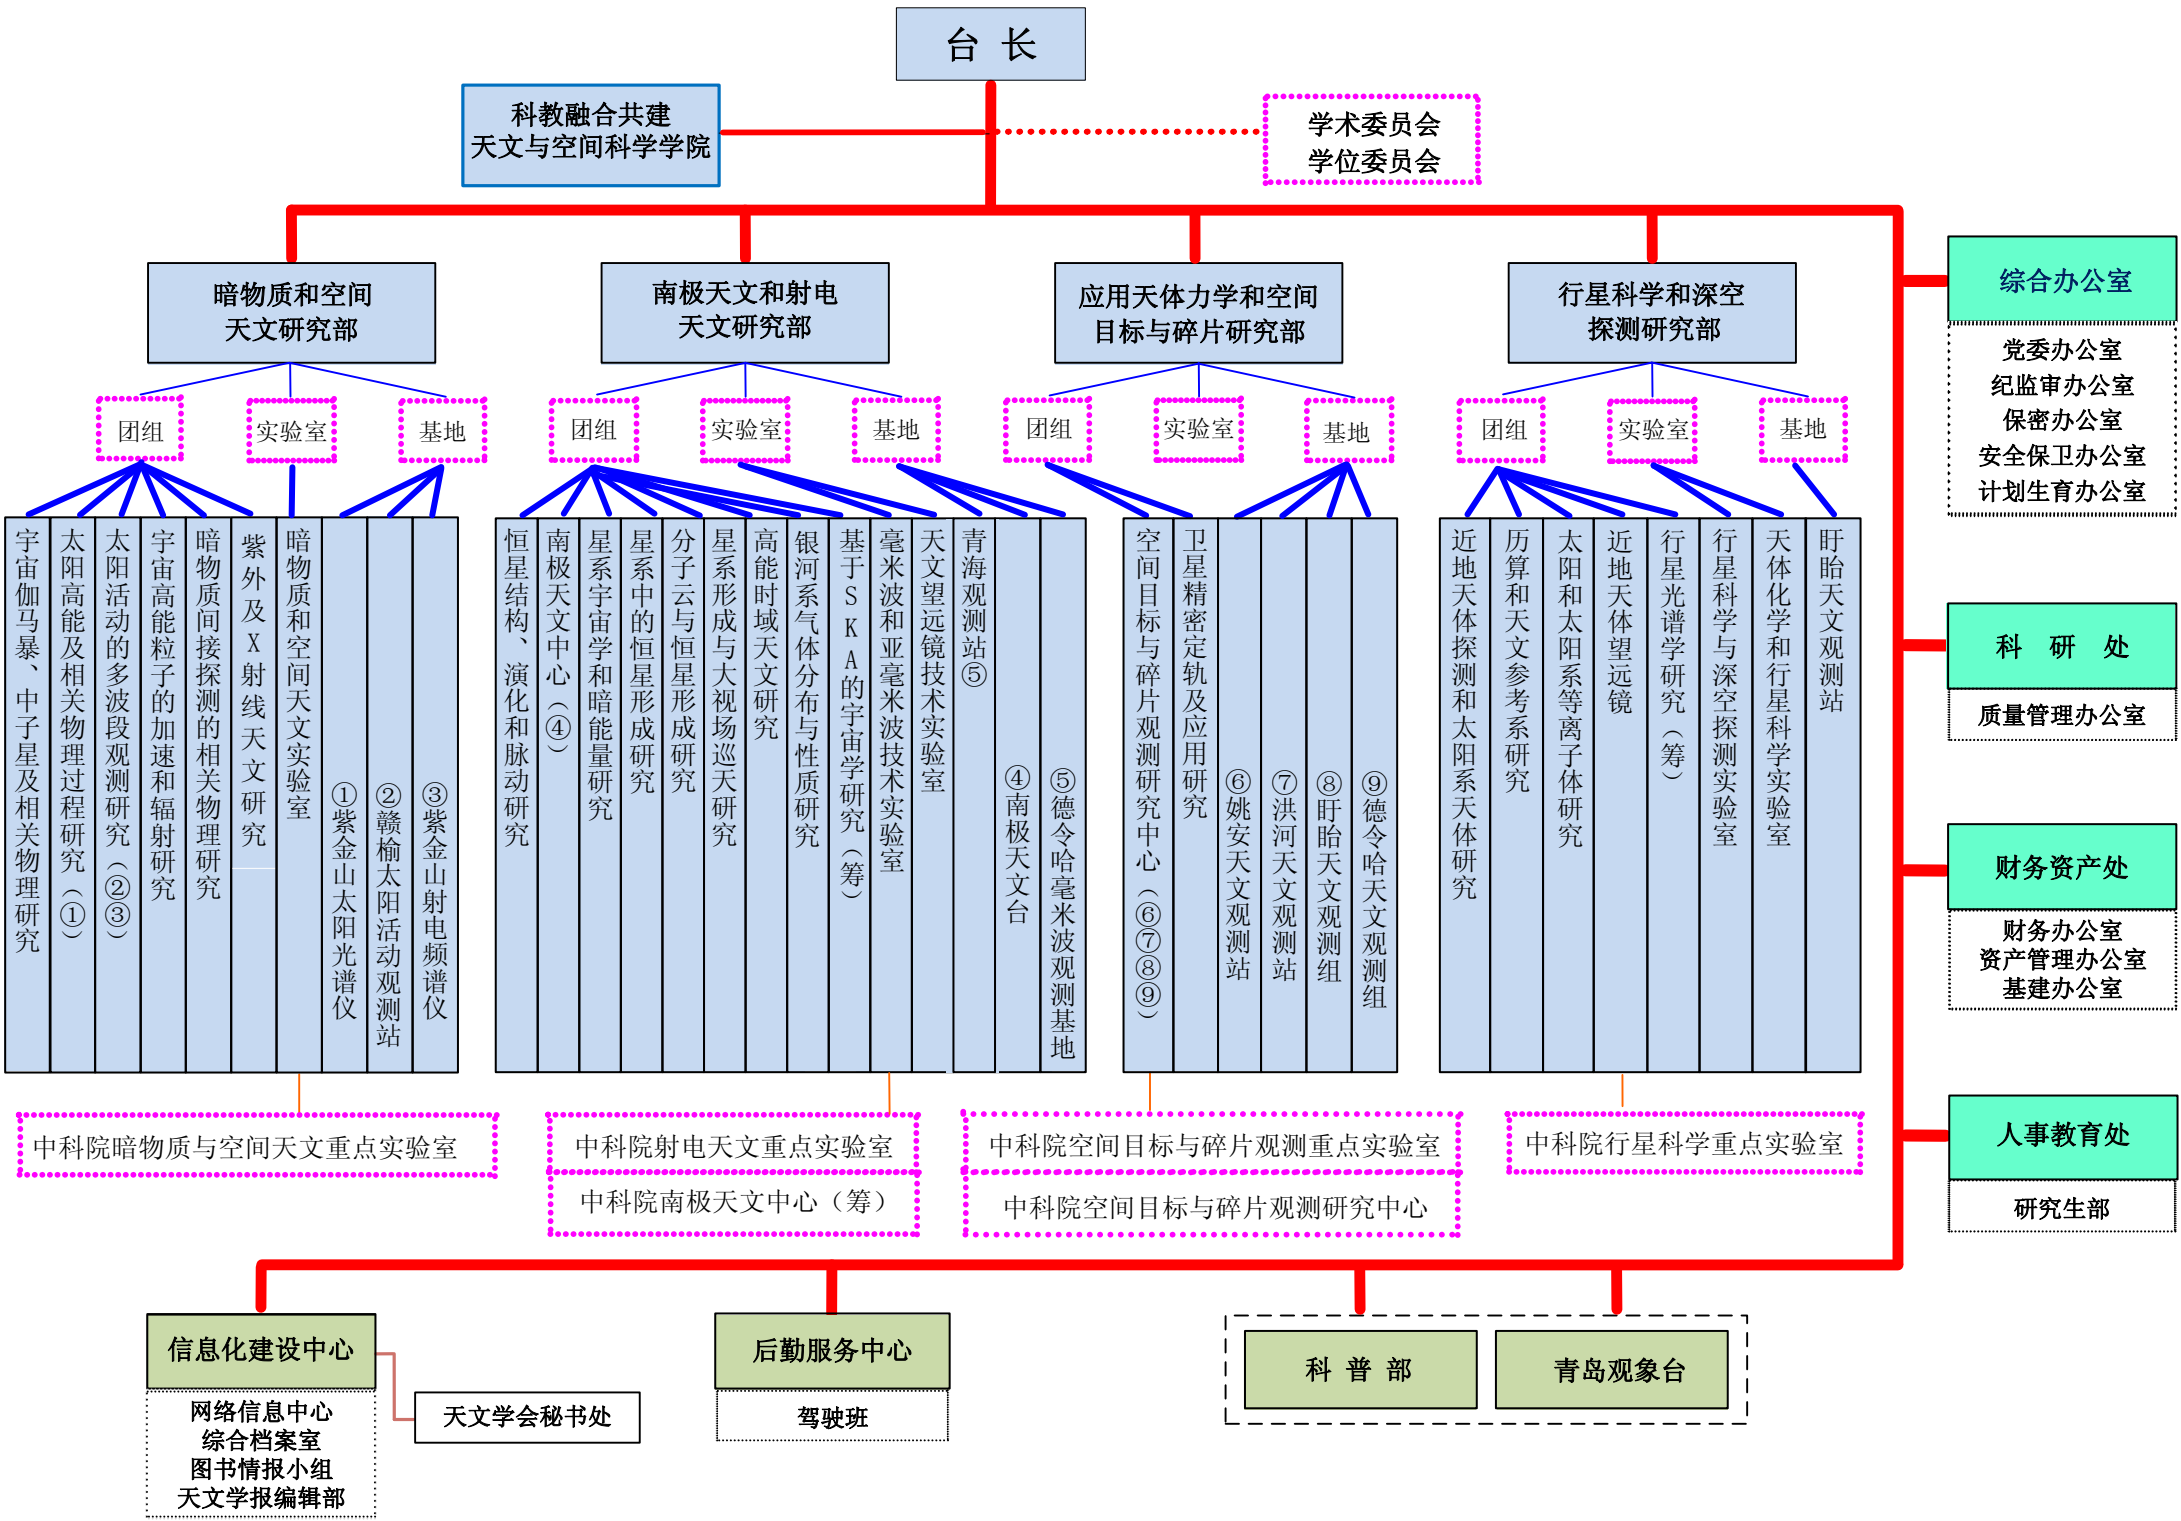 台 长
科教融合共建
天文与空间科学学院
学术委员会
学位委员会
暗物质和空间
天文研究部
南极天文和射电
天文研究部
应用天体力学和空间
目标与碎片研究部
行星科学和深空
探测研究部
团组
实验室
基地
团组
实验室
基地
团组
实验室
基地
团组
实验室
基地
宇宙伽马暴、中子星及相关物理研究
太阳高能及相关物理过程研究（①）
太阳活动的多波段观测研究（②③）
宇宙高能粒子的加速和辐射研究
暗物质间接探测的相关物理研究
紫外及X射线天文研究
暗物质和空间天文实验室
①紫金山太阳光谱仪
②赣榆太阳活动观测站
③紫金山射电频谱仪
恒星结构、演化和脉动研究
南极天文中心（④）
星系宇宙学和暗能量研究
星系中的恒星形成研究
分子云与恒星形成研究
星系形成与大视场巡天研究
高能时域天文研究
银河系气体分布与性质研究
基于SKA的宇宙学研究（筹）
毫米波和亚毫米波技术实验室
天文望远镜技术实验室
青海观测站⑤
④南极天文台
⑤德令哈毫米波观测基地
空间目标与碎片观测研究中心（⑥⑦⑧⑨）
卫星精密定轨及应用研究
⑥姚安天文观测站
⑦洪河天文观测站
⑧盱眙天文观测组
⑨德令哈天文观测组
近地天体探测和太阳系天体研究
历算和天文参考系研究
太阳和太阳系等离子体研究
近地天体望远镜
行星光谱学研究（筹）
行星科学与深空探测实验室
天体化学和行星科学实验室
盱眙天文观测站
中科院暗物质与空间天文重点实验室
中科院射电天文重点实验室
中科院南极天文中心（筹）
中科院空间目标与碎片观测重点实验室
中科院空间目标与碎片观测研究中心
中科院行星科学重点实验室
综合办公室
党委办公室
纪监审办公室
保密办公室
安全保卫办公室
计划生育办公室
科 研 处
质量管理办公室
财务资产处
财务办公室
资产管理办公室
基建办公室
人事教育处
研究生部
信息化建设中心
网络信息中心
综合档案室
图书情报小组
天文学报编辑部
天文学会秘书处
后勤服务中心
驾驶班
科 普 部
青岛观象台